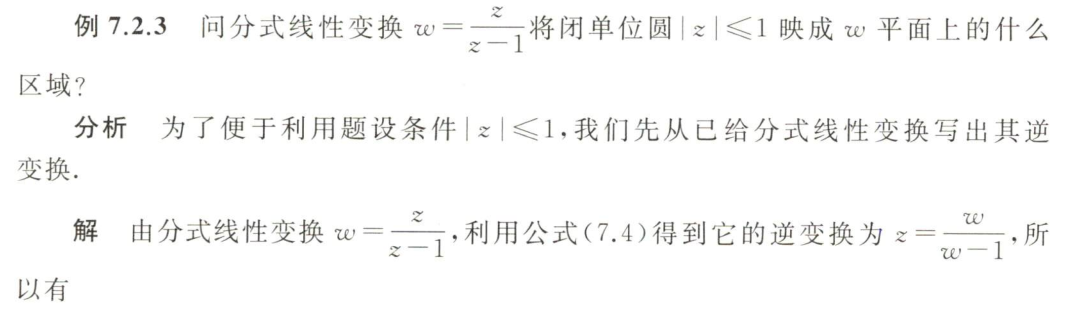 例 7.2.3 问分式线性变换 $w=\frac{z}{z-1}$ 将闭单位圆 $|z|\leqslant 1$ 映成 $w$ 平面上的什么
区域?
分析 为了便于利用题设条件 $|z|\leqslant 1$,我们先从已给分式线性变换写出其逆
变换.
解 由分式线性变换 $w=\frac{z}{z-1}$,利用公式(7.4)得到它的逆变换为 $z=\frac{w}{w-1}$,所
以有